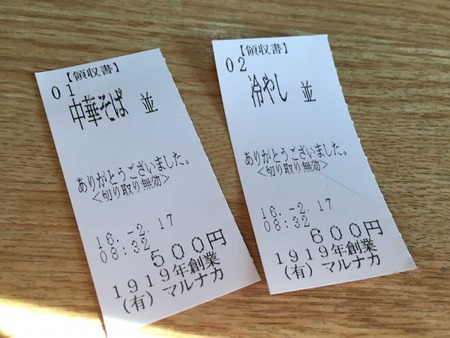 【領収書】
01
中華そば 並
ありがとうございました。
<切り取り無効>
16.-2.17
08:32
500円
1919年創業
(有) マルナカ
【領収書】
02
冷やし 並
ありがとうございました。
<切り取り無効>
16.-2.17
08:32
600円
1919年創業
(有) マルナカ